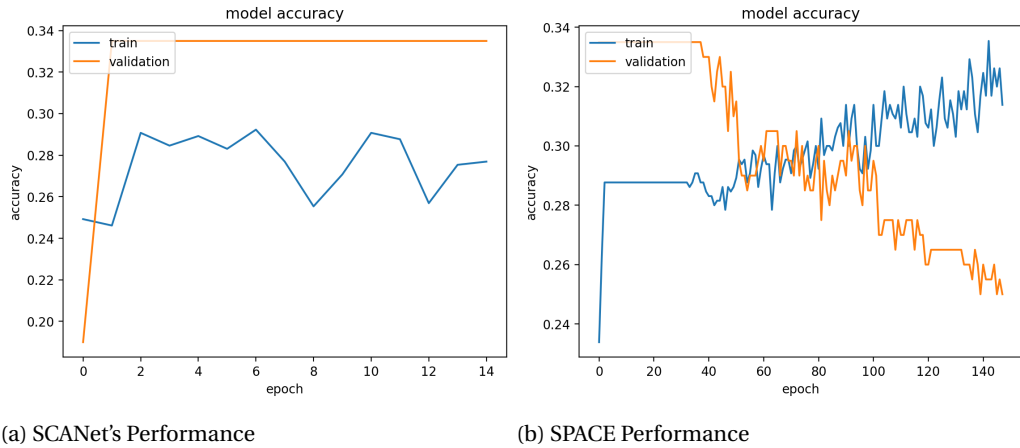 model accuracy
0.34
0.32
0.30
0.28
0.26
0.24
0.22
0.20
accuracy
train
validation
0 2 4 6 8 10 12 14
epoch
(a) SCANet's Performance
model accuracy
0.34
0.32
0.30
0.28
0.26
0.24
accuracy
train
validation
0 20 40 60 80 100 120 140
epoch
(b) SPACE Performance